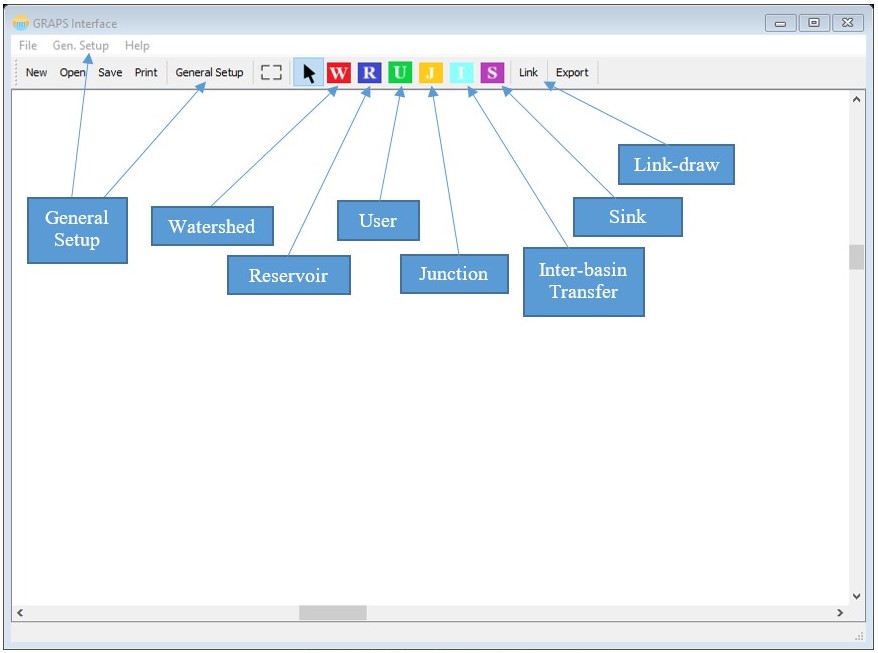 GRAPS Interface
File Gen. Setup Help
New Open Save Print General Setup W R U J I S Link Export
Link-draw
General
Setup
Watershed
User
Sink
Reservoir
Junction
Inter-basin
Transfer